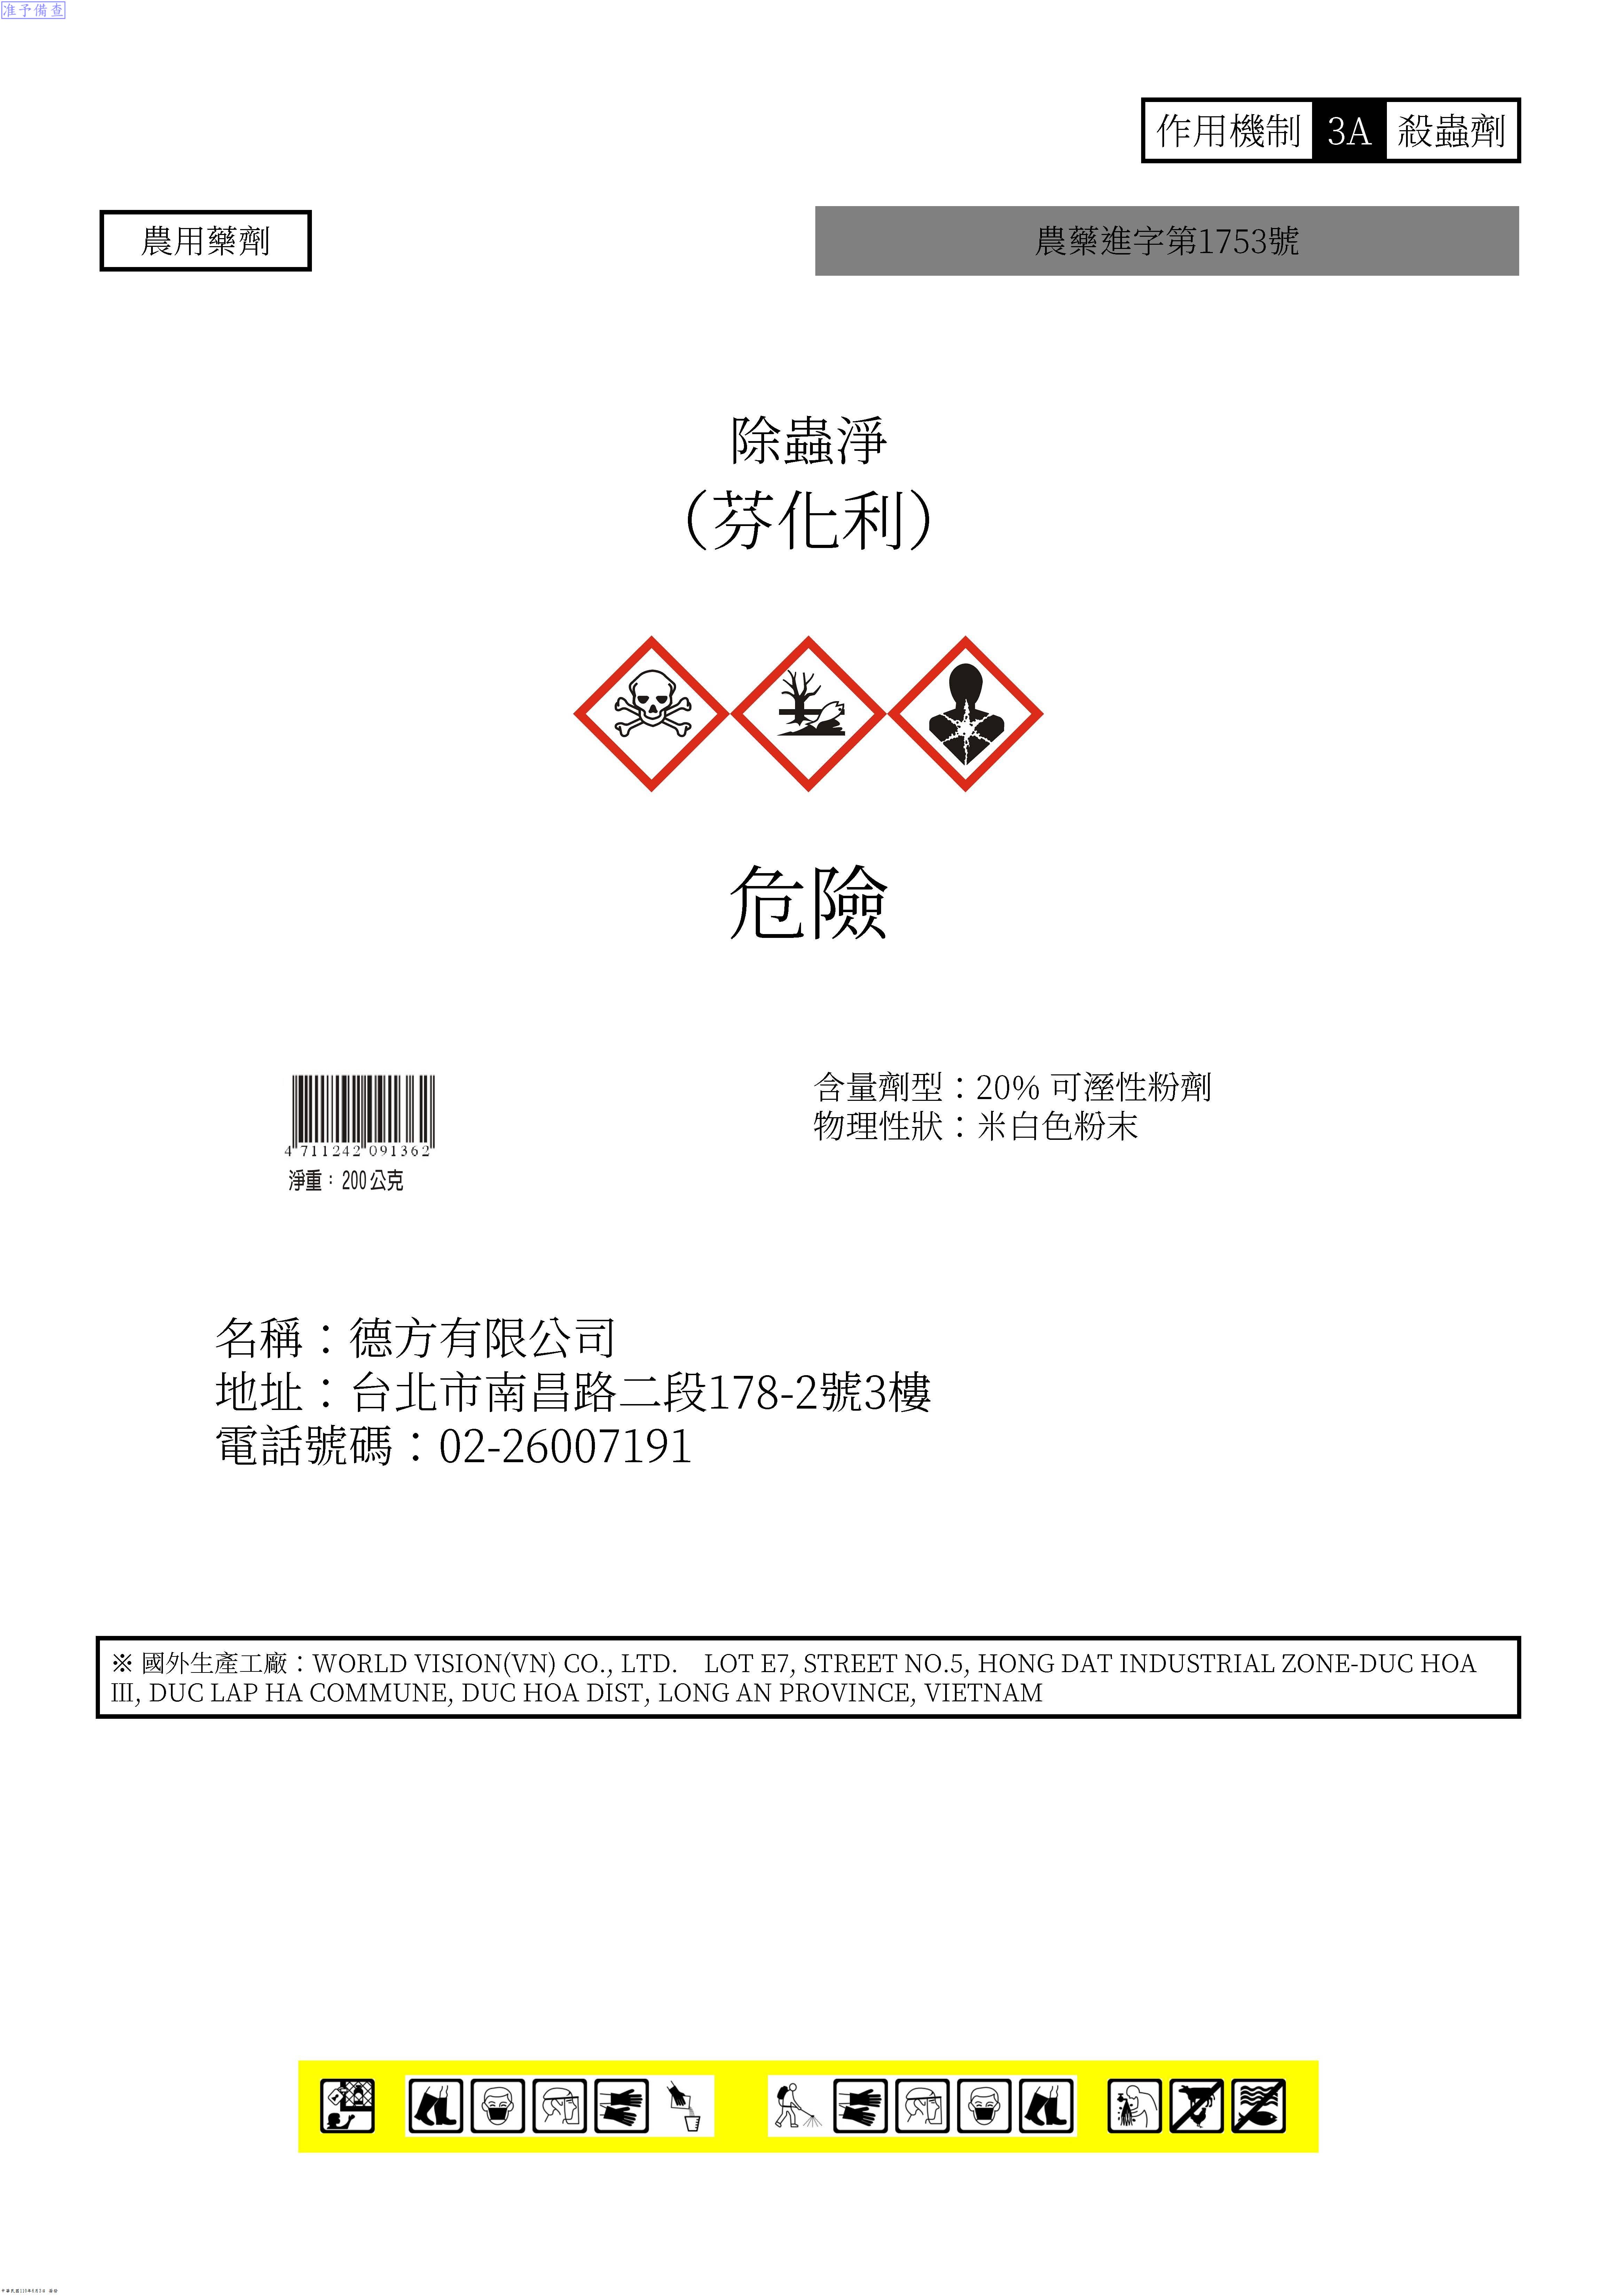 准予備查
作用機制 3A 殺蟲劑
農用藥劑
農藥進字第1753號
除蟲淨
（芬化利）
危險
含量劑型：20% 可溼性粉劑
物理性狀：米白色粉末
4 711242 091362
淨重：200公克
名稱：德方有限公司
地址：台北市南昌路二段178-2號3樓
電話號碼：02-26007191
※ 國外生產工廠：WORLD VISION(VN) CO., LTD. LOT E7, STREET NO.5, HONG DAT INDUSTRIAL ZONE-DUC HOA
Ⅲ, DUC LAP HA COMMUNE, DUC HOA DIST, LONG AN PROVINCE, VIETNAM